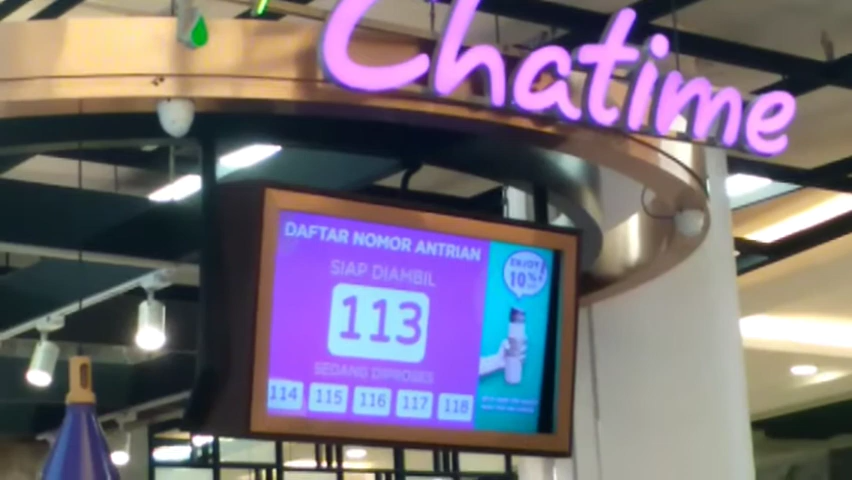 Chatime
DAFTAR NOMOR ANTRIAN
SIAP DIAMBIL
113
SEDANG DIPROSES
114 115 116 117 118
ENJOY
10%